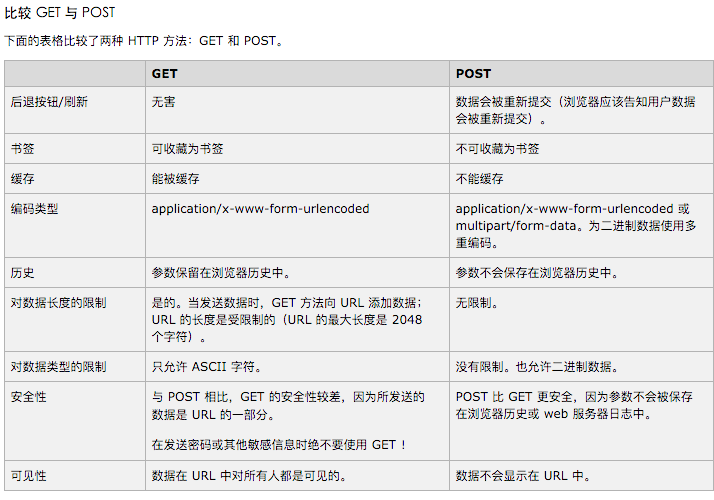 比较 GET 与 POST
下面的表格比较了两种 HTTP 方法：GET 和 POST。
GET POST
后退按钮/刷新 无害 数据会被重新提交（浏览器应该告知用户数据
会被重新提交）。
书签 可收藏为书签 不可收藏为书签
缓存 能被缓存 不能缓存
编码类型 application/x-www-form-urlencoded application/x-www-form-urlencoded 或
multipart/form-data。为二进制数据使用多
重编码。
历史 参数保留在浏览器历史中。 参数不会保存在浏览器历史中。
对数据长度的限制 是的。当发送数据时，GET 方法向 URL 添加数据； 无限制。
URL 的长度是受限制的（URL 的最大长度是 2048
个字符）。
对数据类型的限制 只允许 ASCII 字符。 没有限制。也允许二进制数据。
安全性 与 POST 相比，GET 的安全性较差，因为所发送的 POST 比 GET 更安全，因为参数不会被保存
数据是 URL 的一部分。 在浏览器历史或 web 服务器日志中。
在发送密码或其他敏感信息时绝不要使用 GET ！
可见性 数据在 URL 中对所有人都是可见的。 数据不会显示在 URL 中。